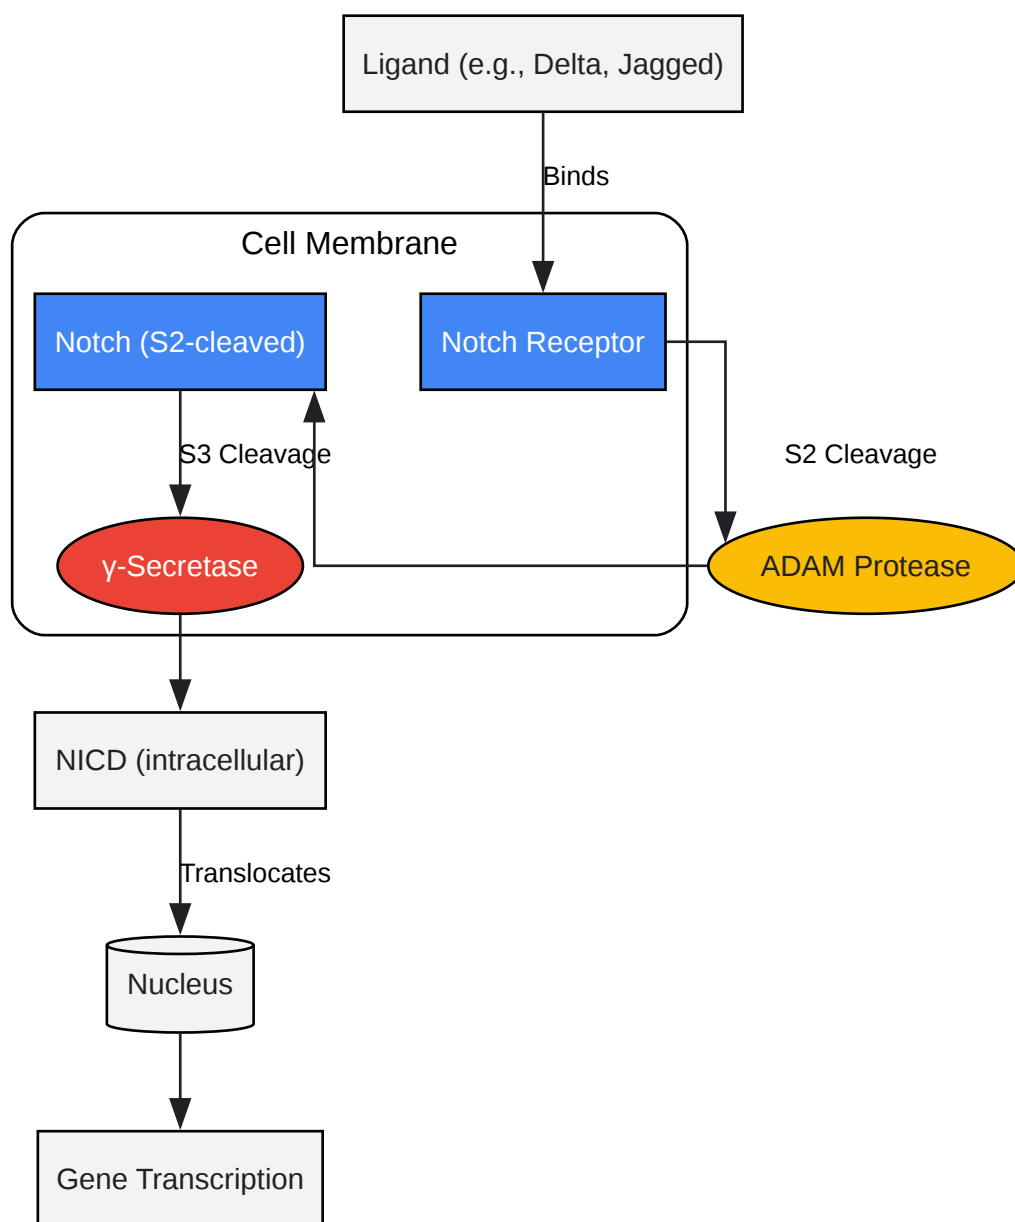 Ligand (e.g., Delta, Jagged)
Binds
Cell Membrane
Notch (S2-cleaved)
Notch Receptor
S3 Cleavage
S2 Cleavage
γ-Secretase
ADAM Protease
NICD (intracellular)
Translocates
Nucleus
Gene Transcription